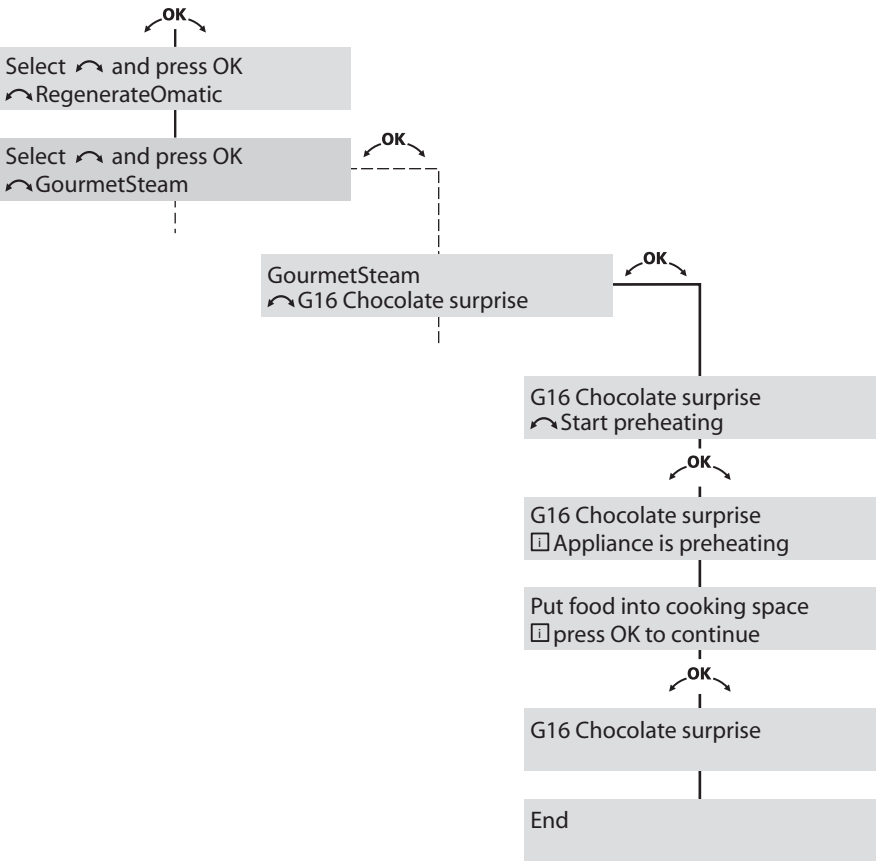 OK
Select and press OK
RegenerateOmatic
Select and press OK
GourmetSteam
OK
GourmetSteam
G16 Chocolate surprise
OK
G16 Chocolate surprise
Start preheating
OK
G16 Chocolate surprise
i Appliance is preheating
Put food into cooking space
i press OK to continue
OK
G16 Chocolate surprise
End